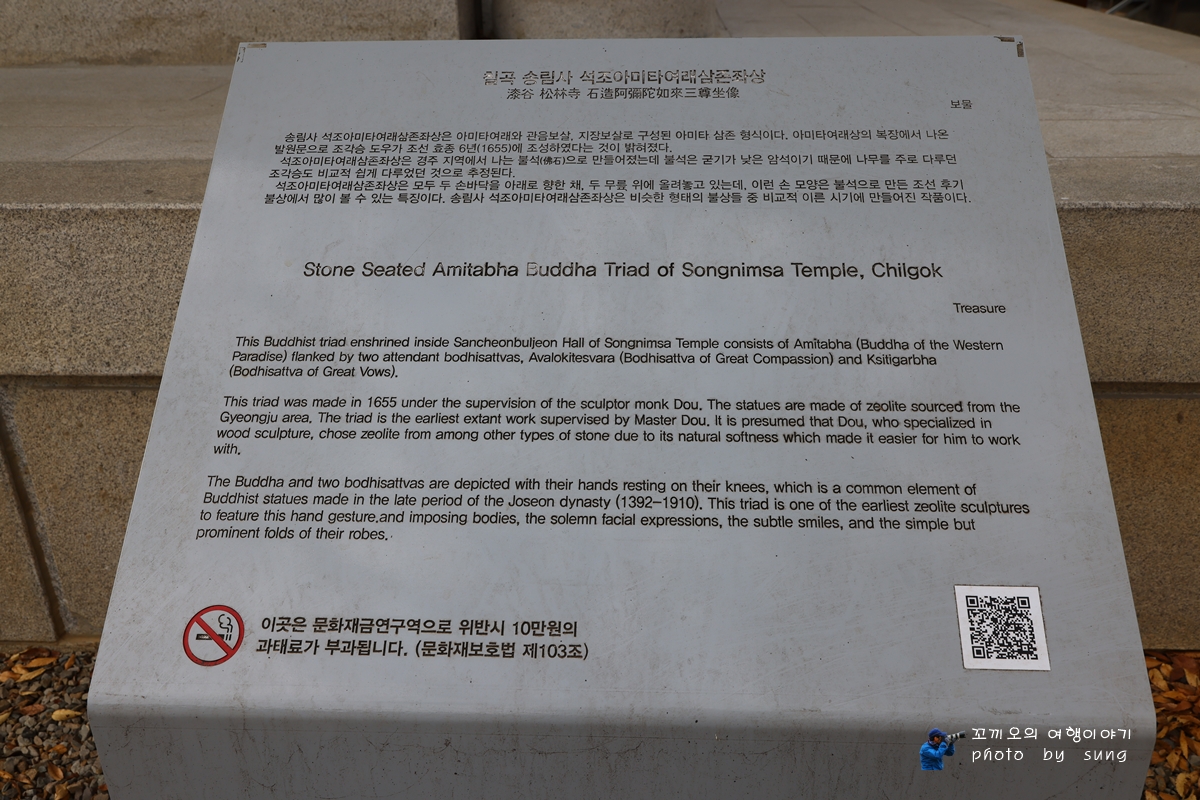 칠곡 송림사 석조아미타여래삼존좌상
漆谷 松林寺 石造阿彌陀如來三尊坐像
보물
송림사 석조아미타여래삼존좌상은 아미타여래와 관음보살, 지장보살로 구성된 아미타 삼존 형식이다. 아미타여래상의 복장에서 나온
발원문으로 조각승 도우가 조선 효종 6년(1655)에 조성하였다는 것이 밝혀졌다.
석조아미타여래삼존좌상은 경주 지역에서 나는 불석(佛石)으로 만들어졌는데 불석은 굳기가 낮은 암석이기 때문에 나무를 주로 다루던
조각승도 비교적 쉽게 다루었던 것으로 추정된다.
석조아미타여래삼존좌상은 모두 두 손바닥을 아래로 향한 채, 두 무릎 위에 올려놓고 있는데, 이런 손 모양은 불석으로 만든 조선 후기
불상에서 많이 볼 수 있는 특징이다. 송림사 석조아미타여래삼존좌상은 비슷한 형태의 불상들 중 비교적 이른 시기에 만들어진 작품이다.
Stone Seated Amitabha Buddha Triad of Songnimsa Temple, Chilgok
Treasure
This Buddhist triad enshrined inside Sancheonbuljeon Hall of Songnimsa Temple consists of Amitabha (Buddha of the Western
Paradise) flanked by two attendant bodhisattvas, Avalokitesvara (Bodhisattva of Great Compassion) and Ksitigarbha
(Bodhisattva of Great Vows).
This triad was made in 1655 under the supervision of the sculptor monk Dou. The statues are made of zeolite sourced from the
Gyeongju area. The triad is the earliest extant work supervised by Master Dou. It is presumed that Dou, who specialized in
wood sculpture, chose zeolite from among other types of stone due to its natural softness which made it easier for him to work
with.
The Buddha and two bodhisattvas are depicted with their hands resting on their knees, which is a common element of
Buddhist statues made in the late period of the Joseon dynasty (1392–1910). This triad is one of the earliest zeolite sculptures
to feature this hand gesture.and imposing bodies, the solemn facial expressions, the subtle smiles, and the simple but
prominent folds of their robes.
이곳은 문화재금연구역으로 위반시 10만원의
과태료가 부과됩니다. (문화재보호법 제103조)
꼬끼오의 여행이야기
photo by sung